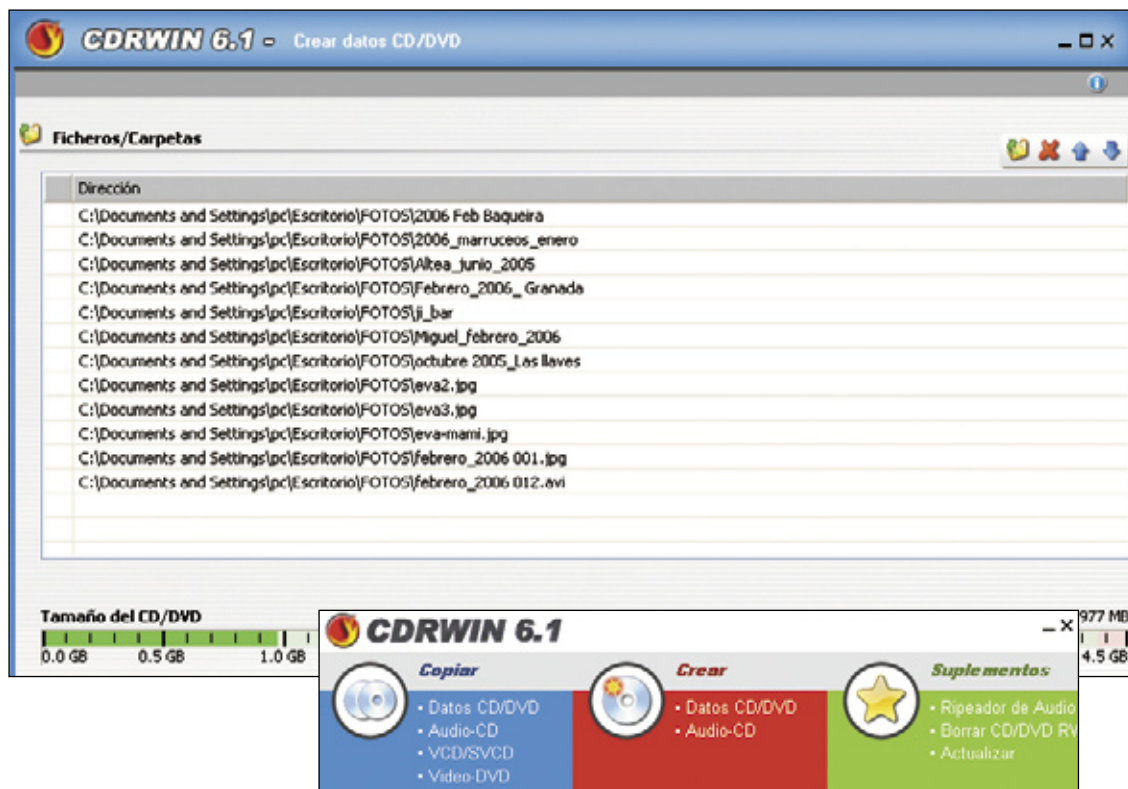 CDRWIN 6.1 - Crear datos CD/DVD
Ficheros/Carpetas
Dirección
C:\Documents and Settings\pc\Escritorio\FOTOS\2006 Feb Baqueira
C:\Documents and Settings\pc\Escritorio\FOTOS\2006_marruceos_enero
C:\Documents and Settings\pc\Escritorio\FOTOS\Altea_junio_2005
C:\Documents and Settings\pc\Escritorio\FOTOS\Febrero_2006_ Granada
C:\Documents and Settings\pc\Escritorio\FOTOS\ji_bar
C:\Documents and Settings\pc\Escritorio\FOTOS\Miguel_febrero_2006
C:\Documents and Settings\pc\Escritorio\FOTOS\octubre 2005_Las llaves
C:\Documents and Settings\pc\Escritorio\FOTOS\eva2.jpg
C:\Documents and Settings\pc\Escritorio\FOTOS\eva3.jpg
C:\Documents and Settings\pc\Escritorio\FOTOS\eva-mami.jpg
C:\Documents and Settings\pc\Escritorio\FOTOS\febrero_2006 001.jpg
C:\Documents and Settings\pc\Escritorio\FOTOS\febrero_2006 012.avi
Tamaño del CD/DVD
977 MB
0.0 GB 0.5 GB 1.0 GB 4.5 GB
CDRWIN 6.1
Copiar
• Datos CD/DVD
• Audio-CD
• VCD/SVCD
• Video-DVD
Crear
• Datos CD/DVD
• Audio-CD
Suplementos
• Ripeador de Audio
• Borrar CD/DVD RW
• Actualizar